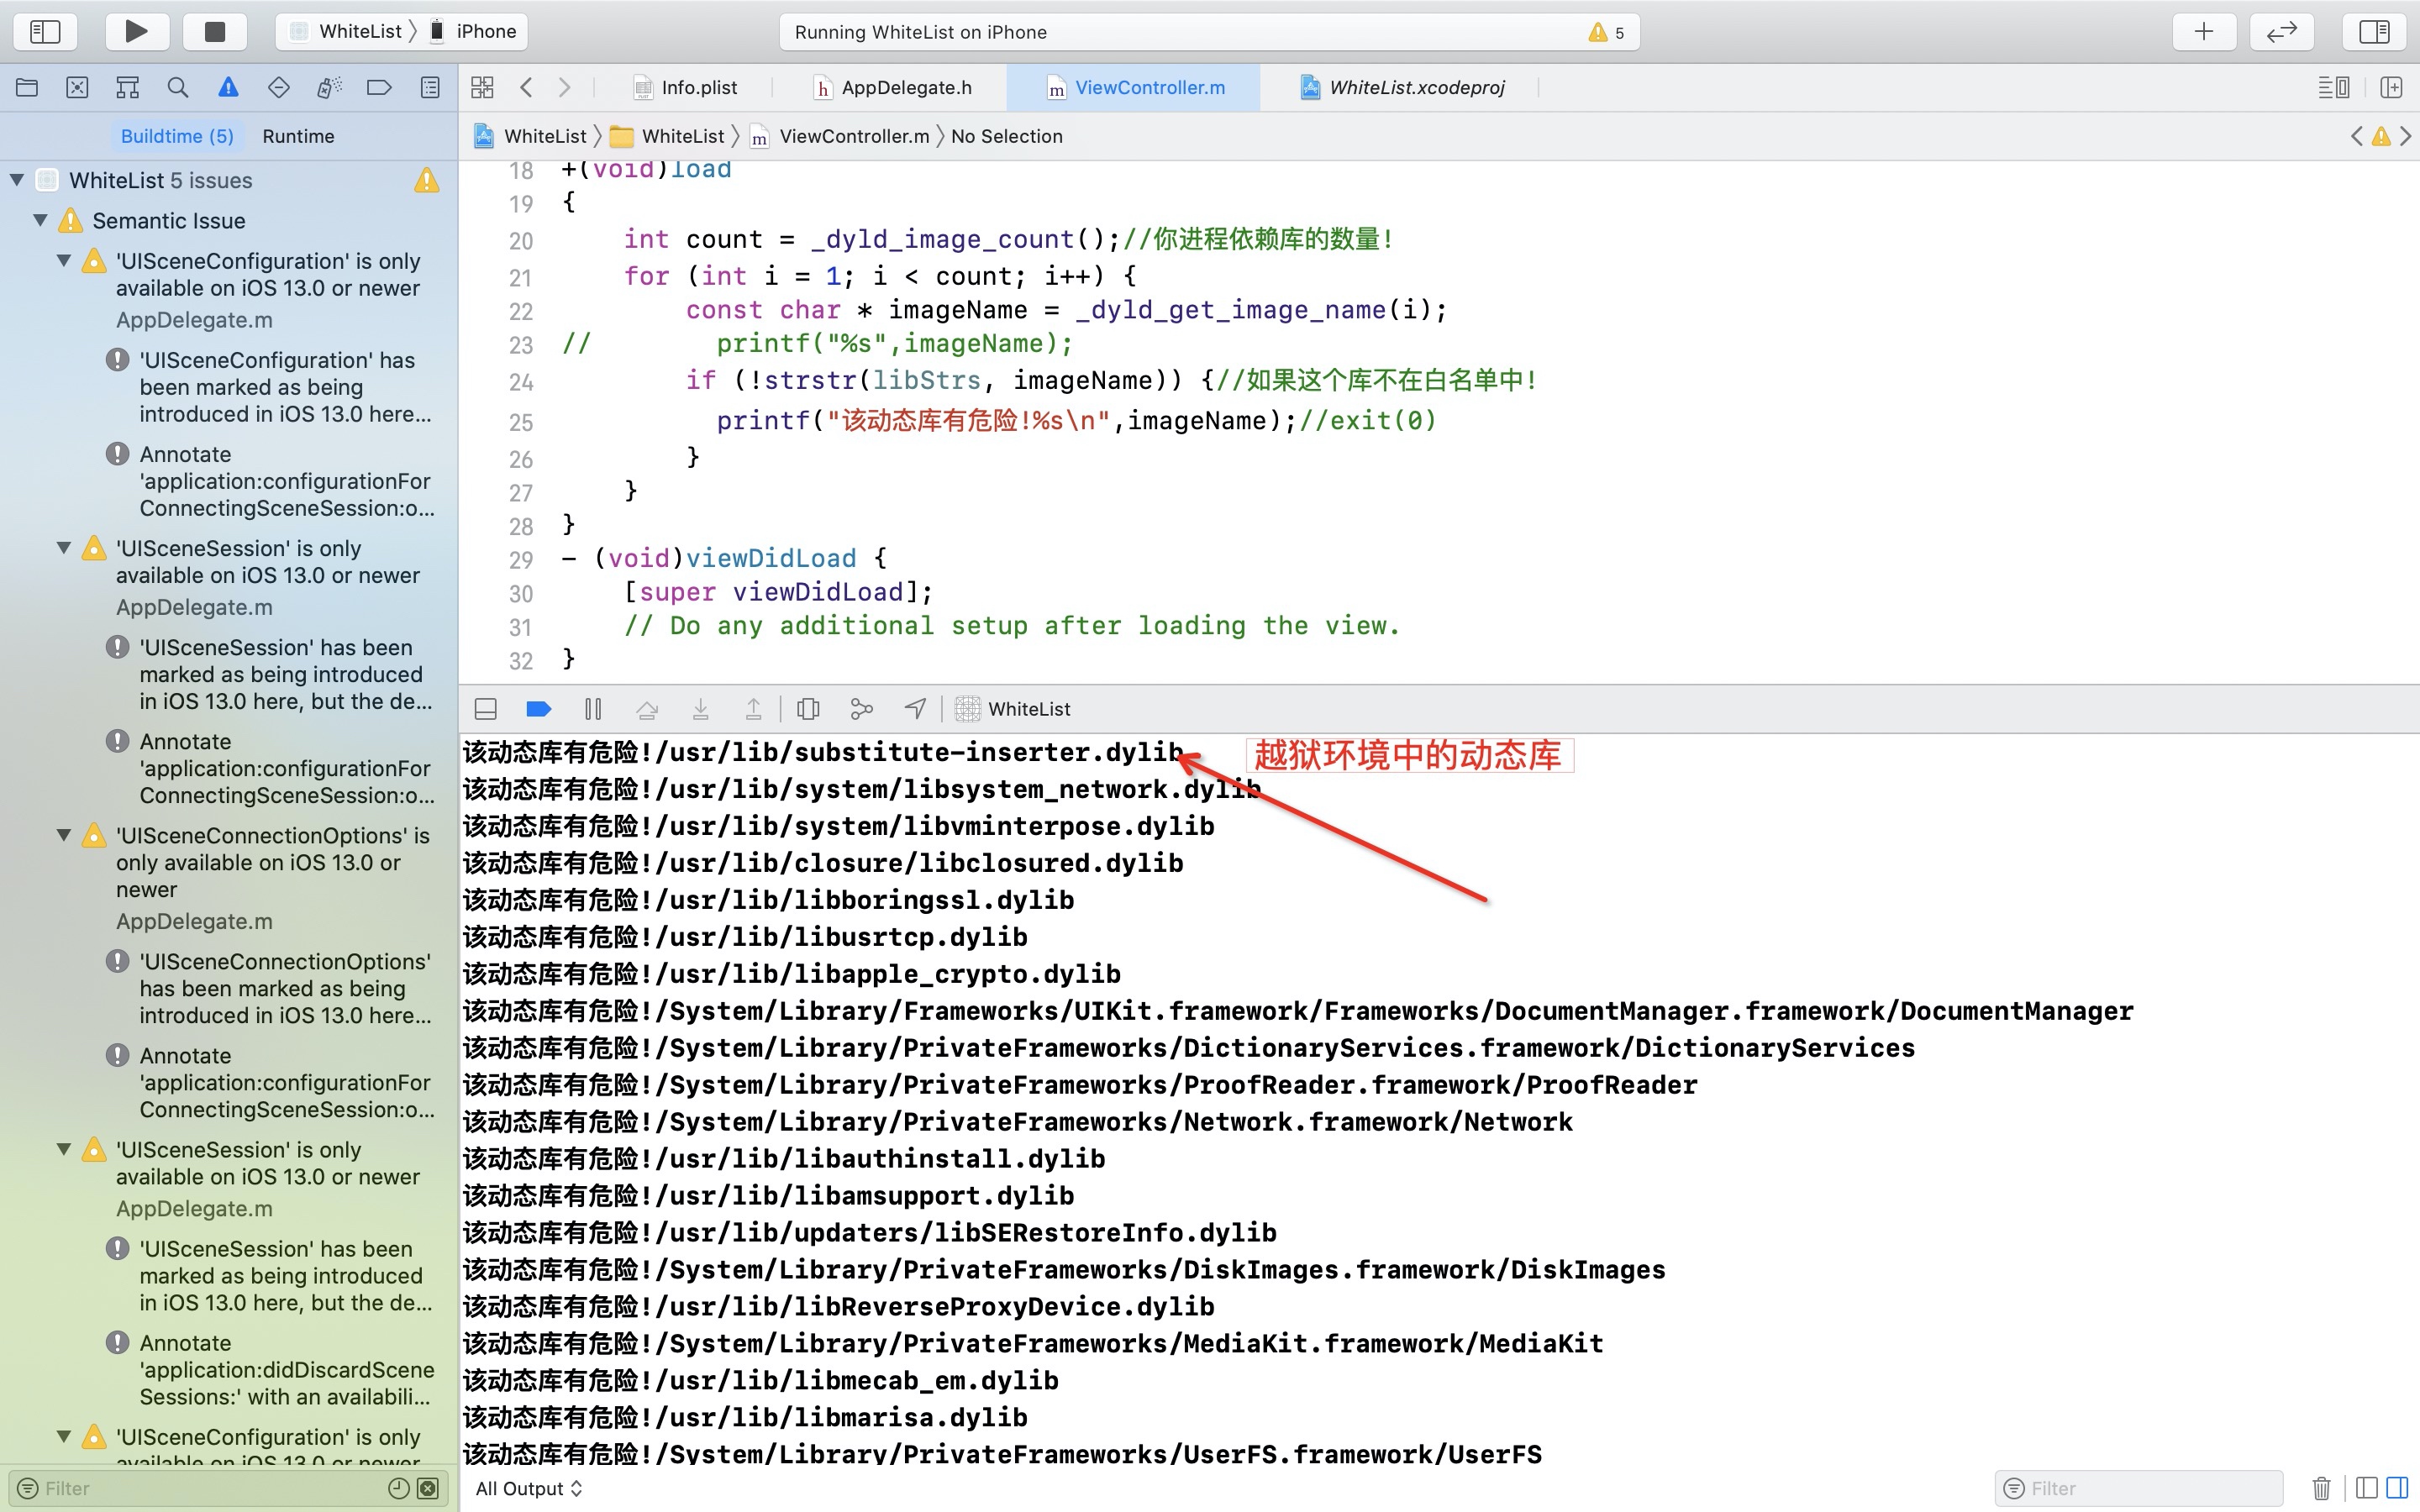 WhiteList 〉 iPhone
Running WhiteList on iPhone
5
Info.plist
AppDelegate.h
ViewController.m
WhiteList.xcodeproj
Buildtime (5)
Runtime
WhiteList 〉 WhiteList 〉 ViewController.m 〉 No Selection
WhiteList 5 issues
Semantic Issue
'UISceneConfiguration' is only
available on iOS 13.0 or newer
AppDelegate.m
'UISceneConfiguration' has
been marked as being
introduced in iOS 13.0 here...
Annotate
'application:configurationFor
ConnectingSceneSession:o...
'UISceneSession' is only
available on iOS 13.0 or newer
AppDelegate.m
'UISceneSession' has been
marked as being introduced
in iOS 13.0 here, but the de...
Annotate
'application:configurationFor
ConnectingSceneSession:o...
'UISceneConnectionOptions' is
only available on iOS 13.0 or
newer
AppDelegate.m
'UISceneConnectionOptions'
has been marked as being
introduced in iOS 13.0 here...
Annotate
'application:configurationFor
ConnectingSceneSession:o...
'UISceneSession' is only
available on iOS 13.0 or newer
AppDelegate.m
'UISceneSession' has been
marked as being introduced
in iOS 13.0 here, but the de...
Annotate
'application:didDiscardScene
Sessions:' with an availabili...
'UISceneConfiguration' is only
available on iOS 13.0 or newer
Filter
18 +(void)load
19 {
20 int count = _dyld_image_count();//你进程依赖库的数量!
21 for (int i = 1; i < count; i++) {
22 const char * imageName = _dyld_get_image_name(i);
23 // printf("%s",imageName);
24 if (!strstr(libStrs, imageName)) {//如果这个库不在白名单中!
25 printf("该动态库有危险!%s\n",imageName);//exit(0)
26 }
27 }
28 }
29 - (void)viewDidLoad {
30 [super viewDidLoad];
31 // Do any additional setup after loading the view.
32 }
WhiteList
该动态库有危险!/usr/lib/substitute-inserter.dylib
越狱环境中的动态库
该动态库有危险!/usr/lib/system/libsystem_network.dylib
该动态库有危险!/usr/lib/system/libvminterpose.dylib
该动态库有危险!/usr/lib/closure/libclosured.dylib
该动态库有危险!/usr/lib/libboringssl.dylib
该动态库有危险!/usr/lib/libusrtcp.dylib
该动态库有危险!/usr/lib/libapple_crypto.dylib
该动态库有危险!/System/Library/Frameworks/UIKit.framework/Frameworks/DocumentManager.framework/DocumentManager
该动态库有危险!/System/Library/PrivateFrameworks/DictionaryServices.framework/DictionaryServices
该动态库有危险!/System/Library/PrivateFrameworks/ProofReader.framework/ProofReader
该动态库有危险!/System/Library/PrivateFrameworks/Network.framework/Network
该动态库有危险!/usr/lib/libauthinstall.dylib
该动态库有危险!/usr/lib/libamsupport.dylib
该动态库有危险!/usr/lib/updaters/libSERestoreInfo.dylib
该动态库有危险!/System/Library/PrivateFrameworks/DiskImages.framework/DiskImages
该动态库有危险!/usr/lib/libReverseProxyDevice.dylib
该动态库有危险!/System/Library/PrivateFrameworks/MediaKit.framework/MediaKit
该动态库有危险!/usr/lib/libmecab_em.dylib
该动态库有危险!/usr/lib/libmarisa.dylib
该动态库有危险!/System/Library/PrivateFrameworks/UserFS.framework/UserFS
All Output
Filter